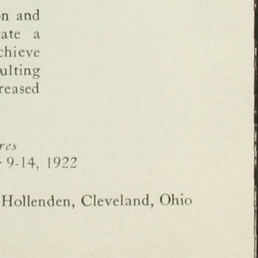 n and
ate a
chieve
ulting
reased
res
9-14, 1922
Hollenden, Cleveland, Ohio